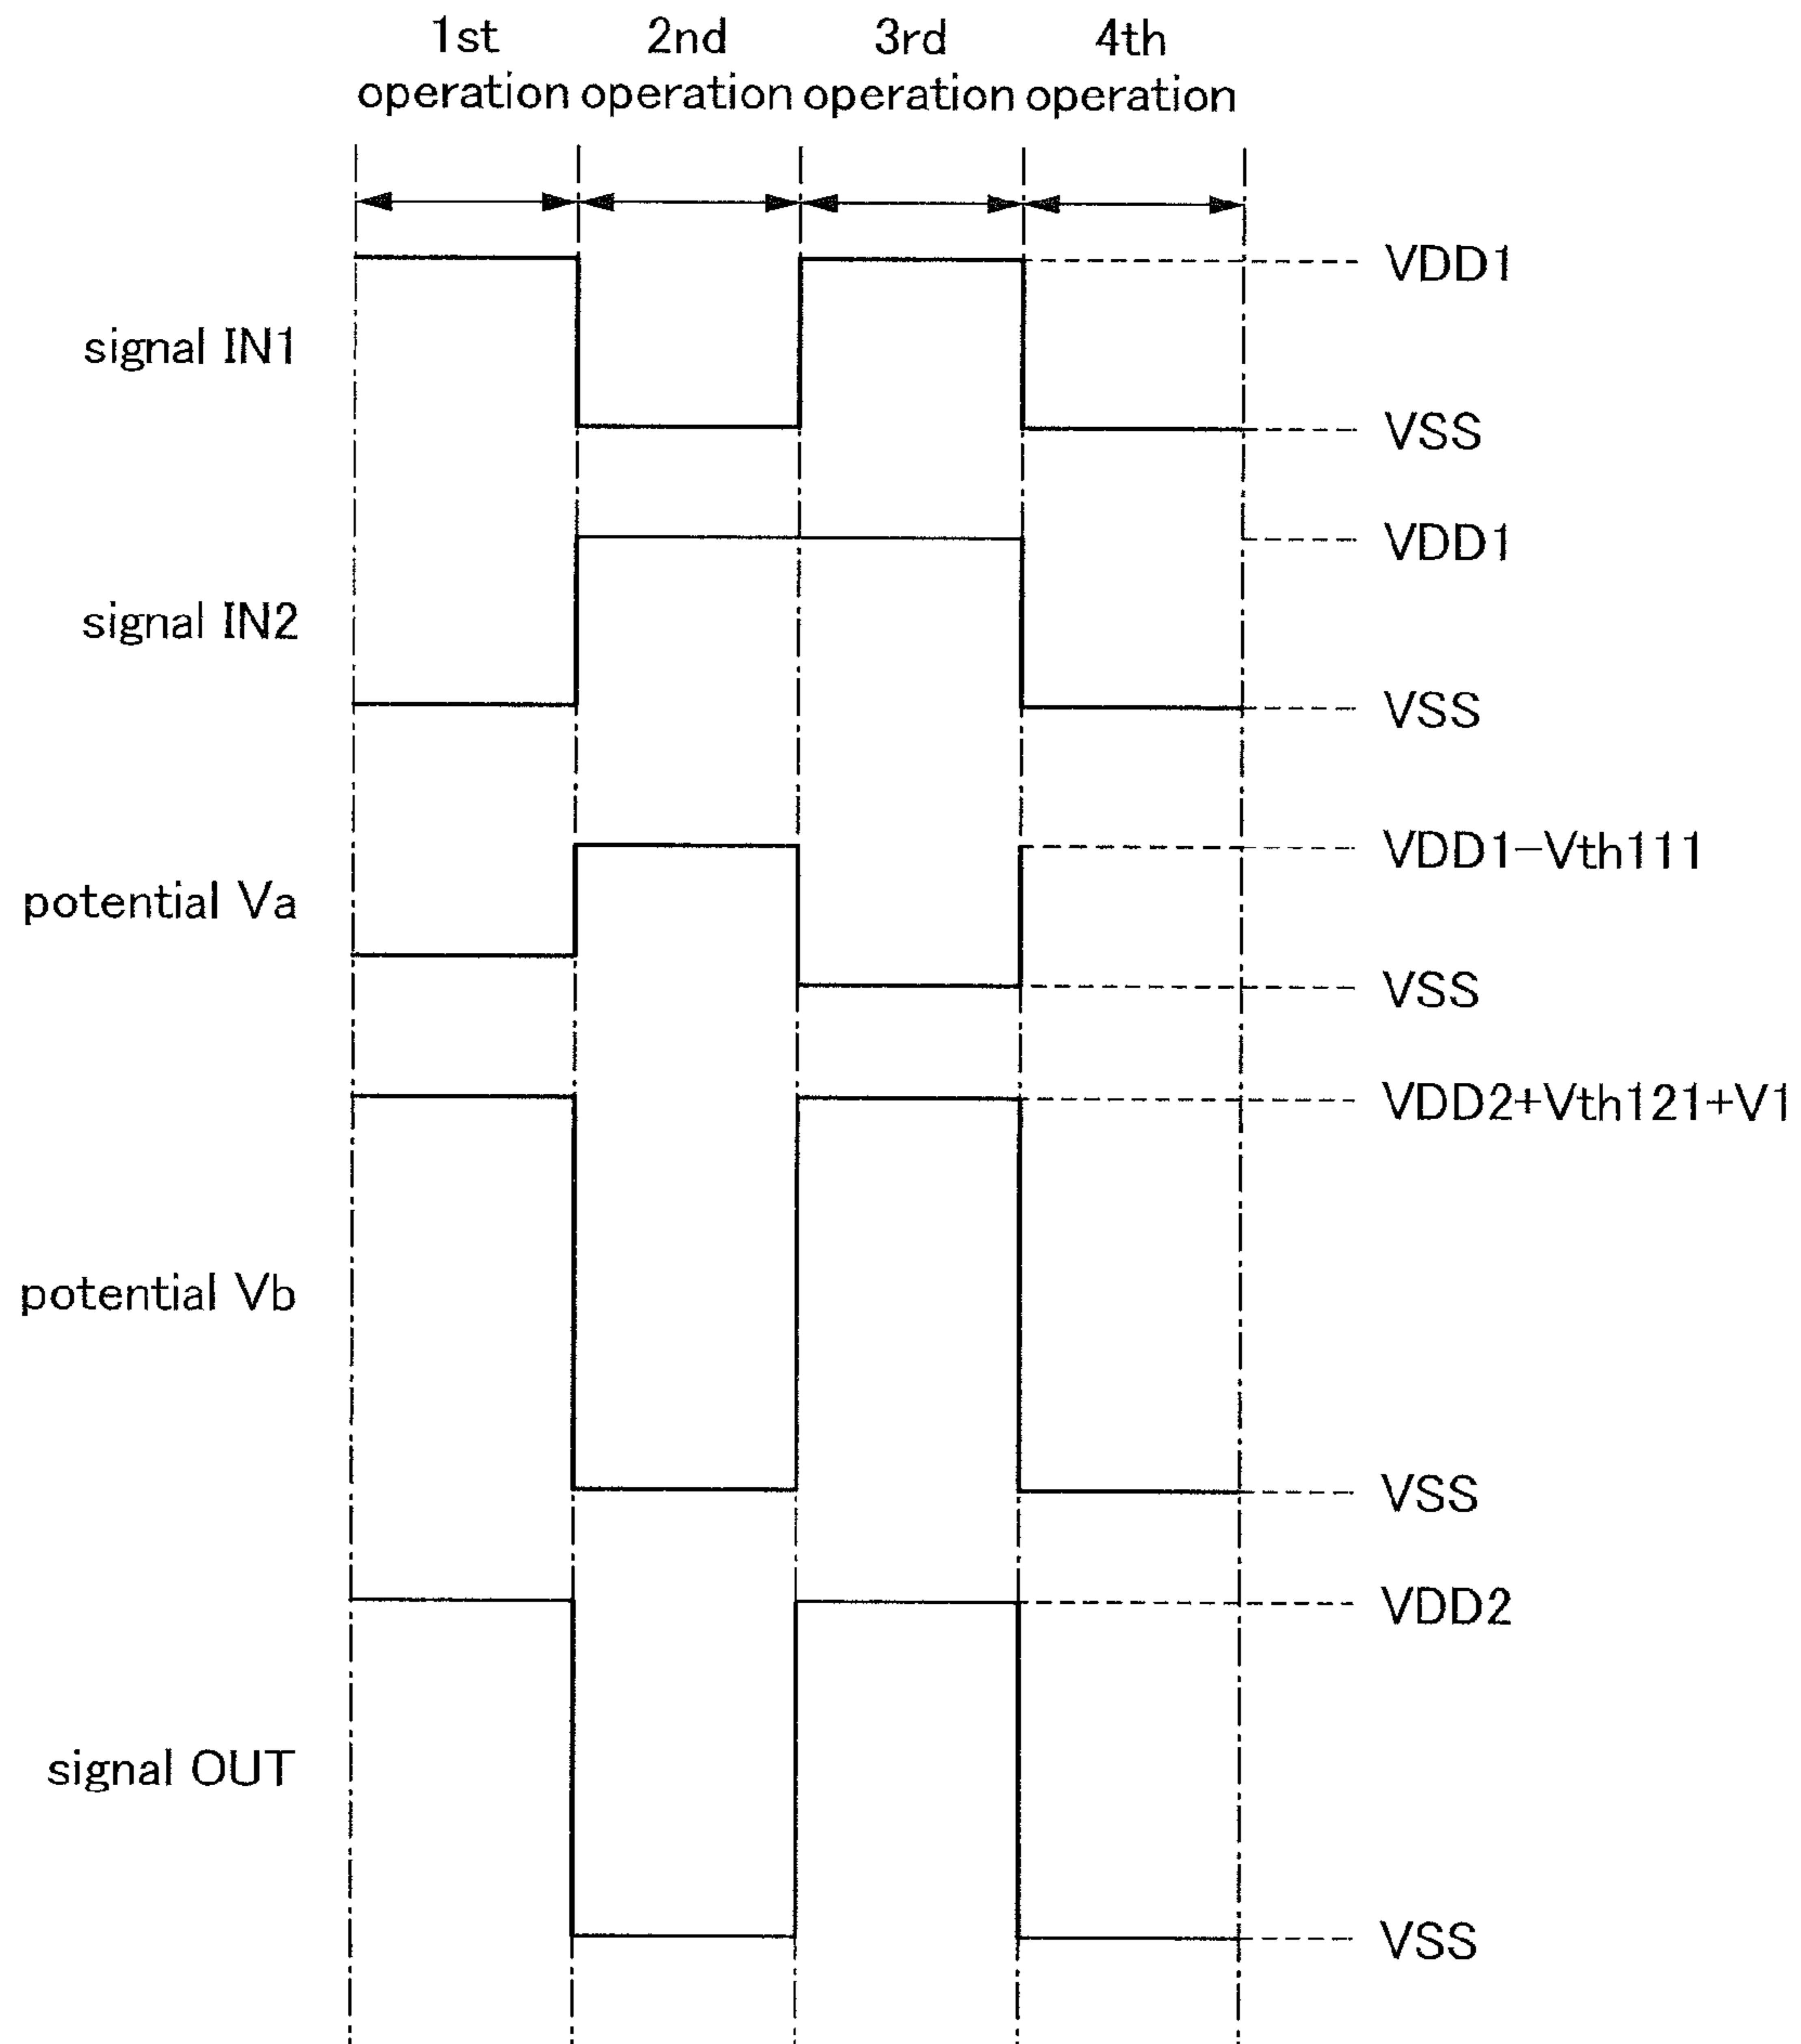 1st 2nd 3rd 4th
operation operation operation operation
VDD1
signal IN1
VSS
VDD1
signal IN2
VSS
VDD1-Vth111
potential Va
VSS
VDD2+Vth121+V1
potential Vb
VSS
VDD2
signal OUT
VSS